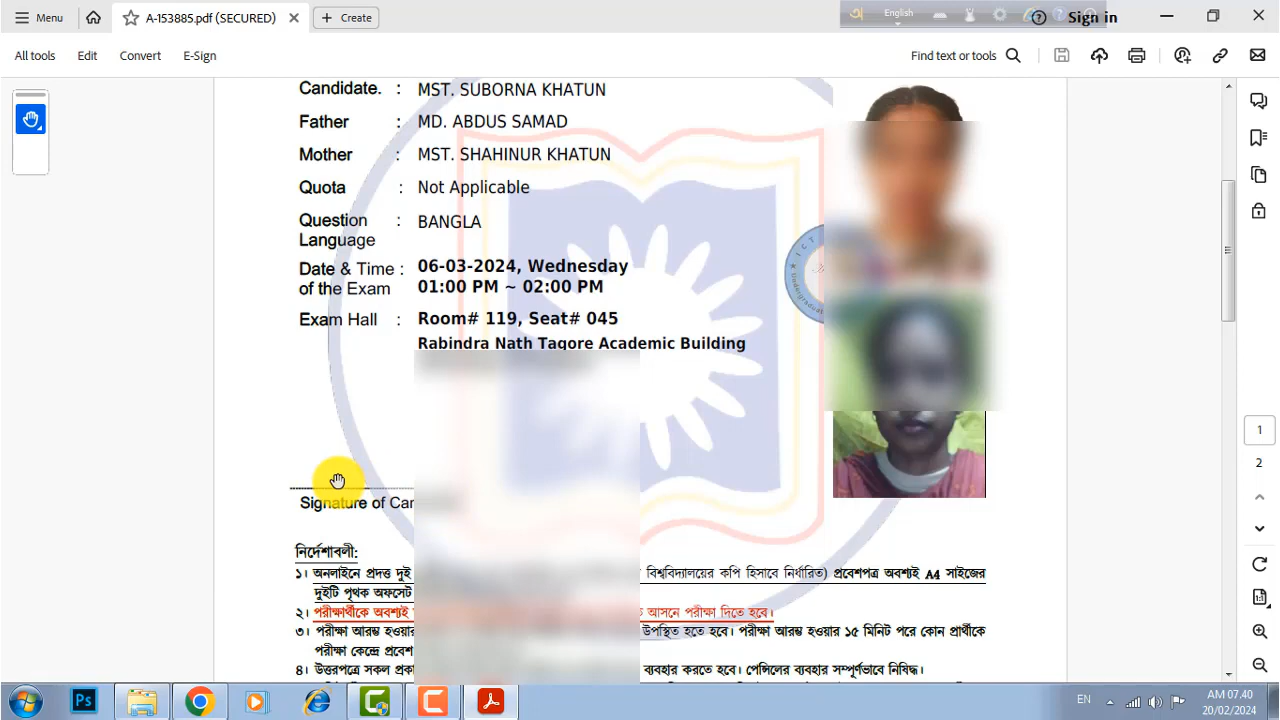 Menu
A-153885.pdf (SECURED)
Create
অ
English
Sign in
All tools
Edit
Convert
E-Sign
Find text or tools
Candidate. : MST. SUBORNA KHATUN
Father : MD. ABDUS SAMAD
Mother : MST. SHAHINUR KHATUN
Quota : Not Applicable
Question : BANGLA
Language
Date & Time : 06-03-2024, Wednesday
of the Exam 01:00 PM ~ 02:00 PM
Exam Hall : Room# 119, Seat# 045
Rabindra Nath Tagore Academic Building
ICT
Undergraduat
Signature of Can
নির্দেশাবলী:
১। অনলাইনে প্রদত্ত দুই বিশ্ববিদ্যালয়ের কপি হিসাবে নির্ধারিত) প্রবেশপত্র অবশ্যই A4 সাইজের
দুইটি পৃথক অফসেট
২। পরীক্ষার্থীকে অবশ্যই আসনে পরীক্ষা দিতে হবে।
৩। পরীক্ষা আরম্ভ হওয়ার উপস্থিত হতে হবে। পরীক্ষা আরম্ভ হওয়ার ১৫ মিনিট পরে কোন প্রার্থীকে
পরীক্ষা কেন্দ্রে প্রবেশ
৪। উত্তরপত্রে সকল প্রকা ব্যবহার করতে হবে। পেন্সিলের ব্যবহার সম্পূর্ণভাবে নিষিদ্ধ।
1
2
EN
AM 07.40
20/02/2024